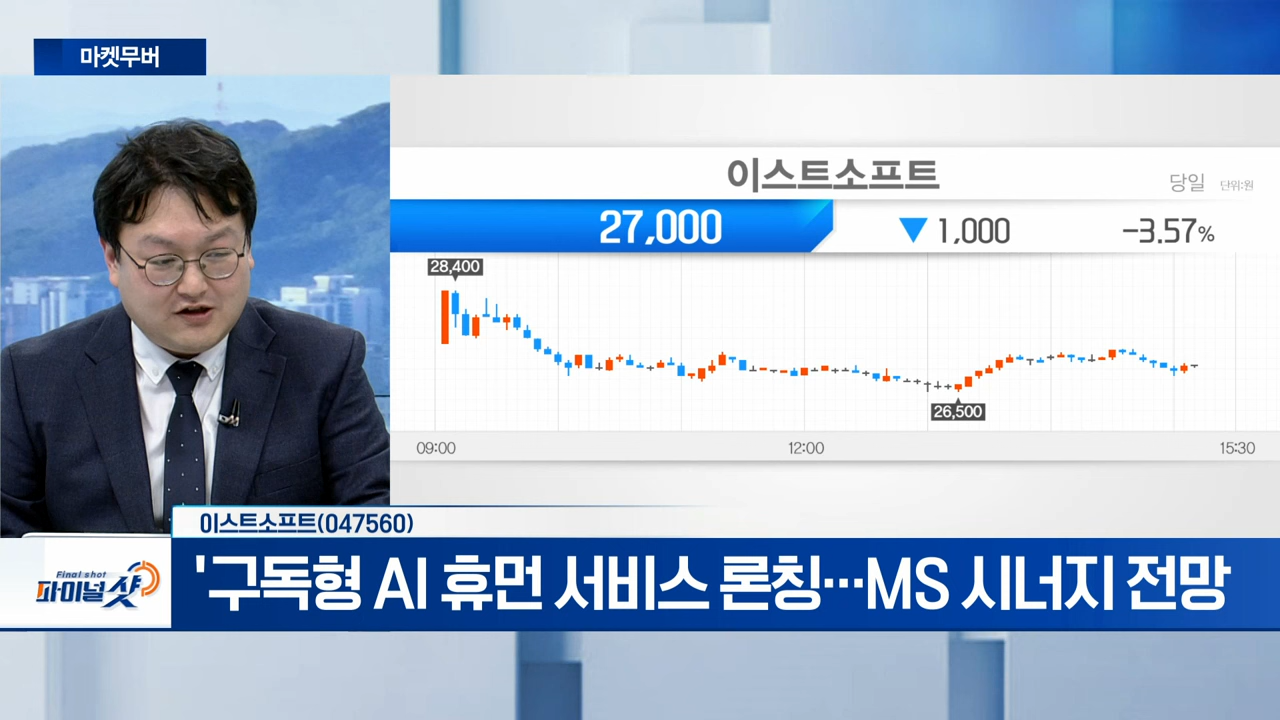 마켓무버
이스트소프트
당일 단위:원
27,000 ▼ 1,000 -3.57%
28,400
26,500
09:00 12:00 15:30
이스트소프트(047560)
Final shot
파이널샷
'구독형 AI 휴먼 서비스 론칭…MS 시너지 전망